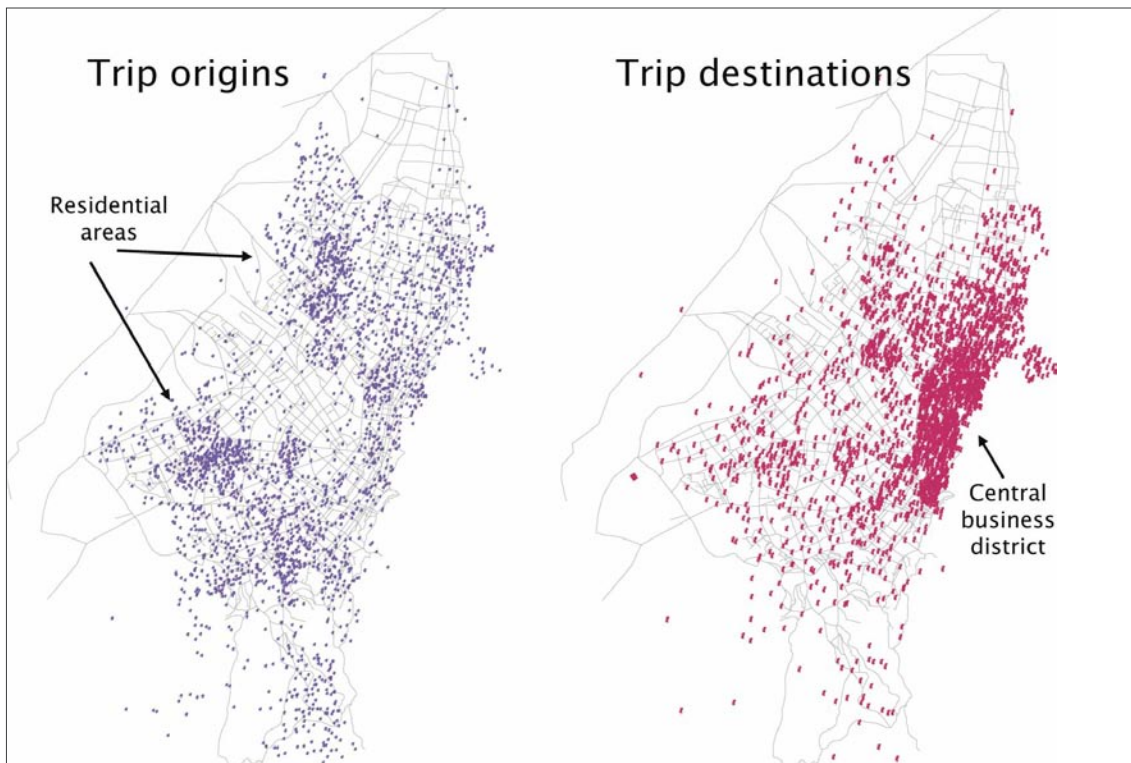 Trip origins
Trip destinations
Residential
areas
Central
business
district